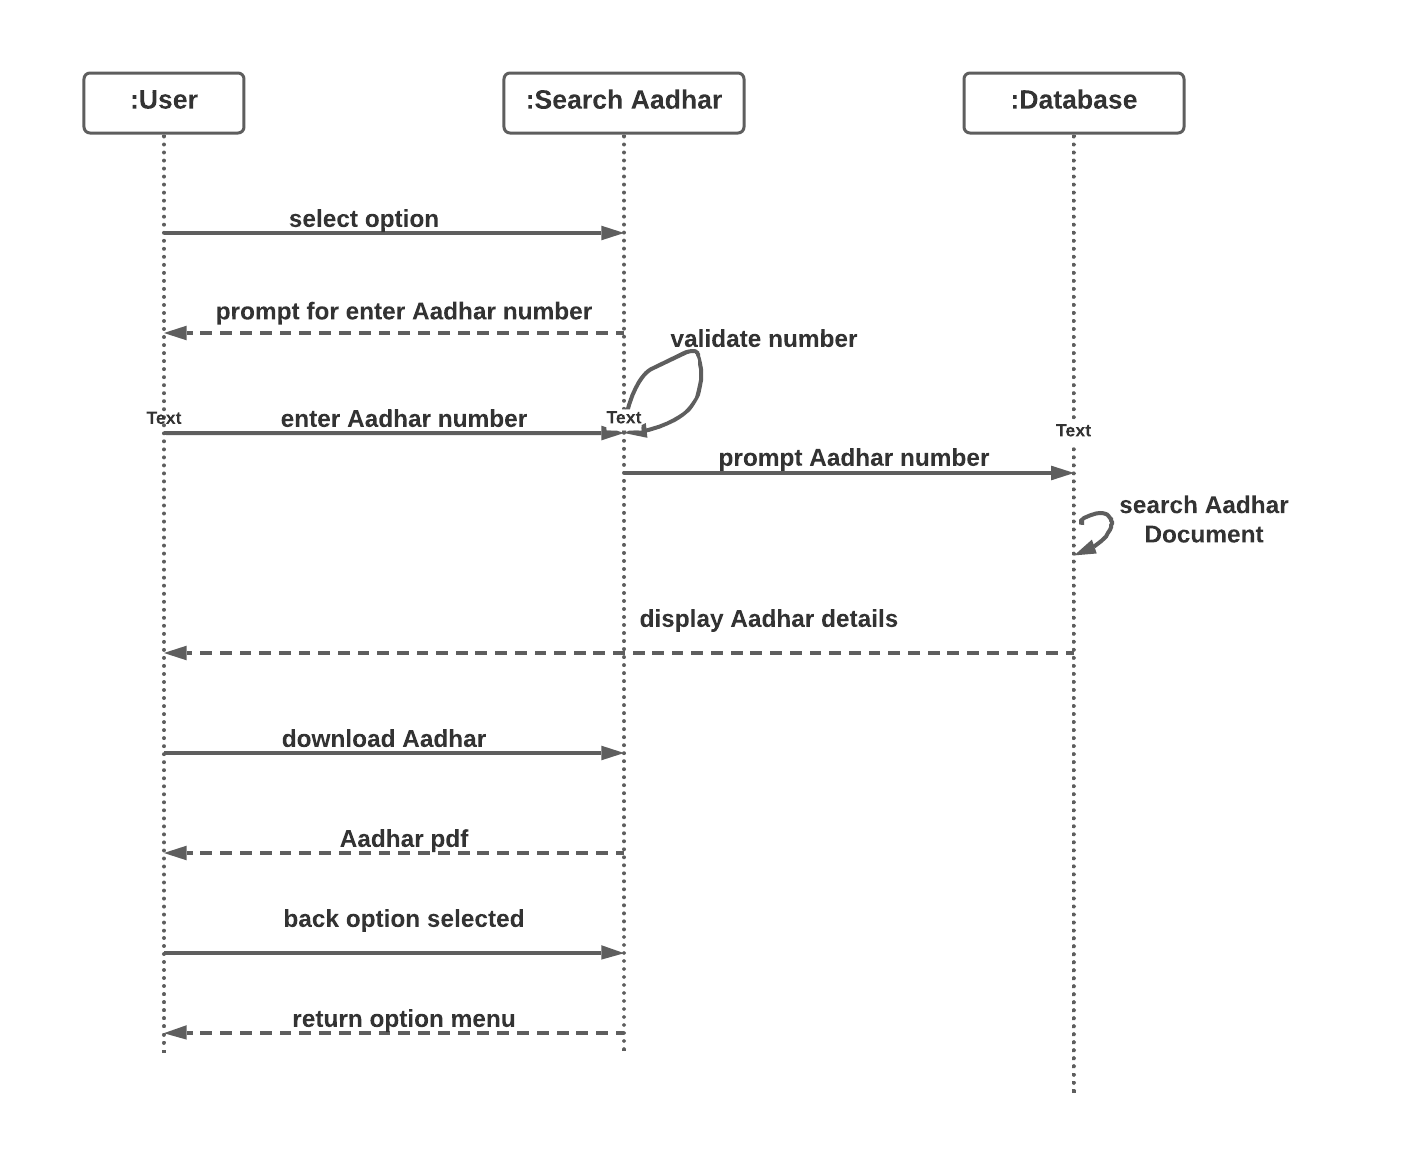 :User
:Search Aadhar
:Database
select option
prompt for enter Aadhar number
validate number
Text
enter Aadhar number
Text
Text
prompt Aadhar number
search Aadhar
Document
display Aadhar details
download Aadhar
Aadhar pdf
back option selected
return option menu